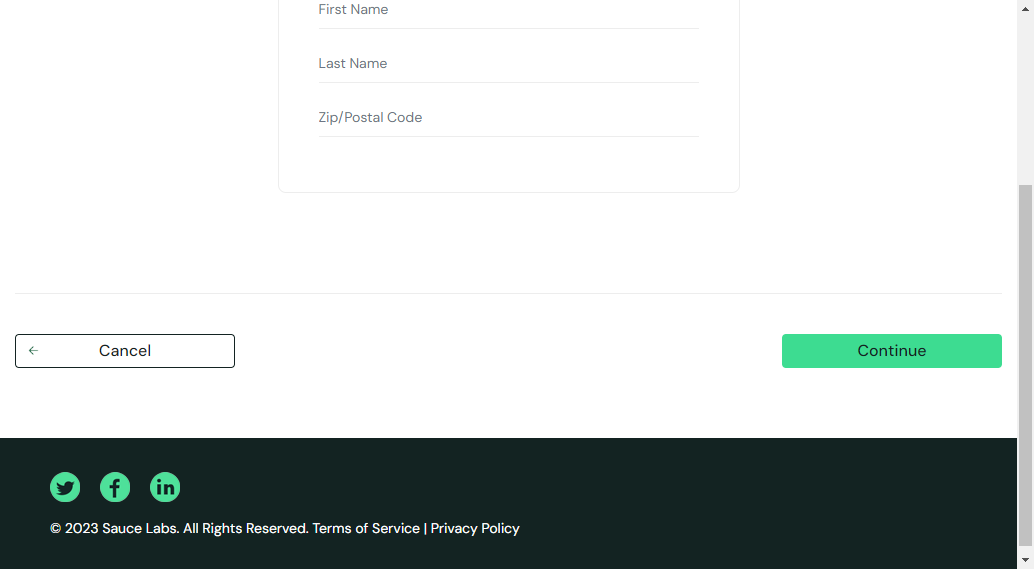 First Name
Last Name
Zip/Postal Code
Cancel
Continue
© 2023 Sauce Labs. All Rights Reserved. Terms of Service | Privacy Policy